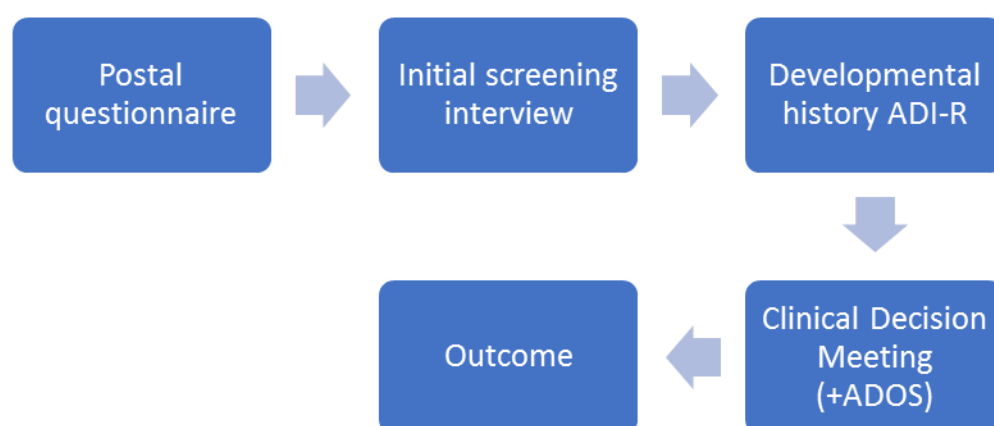 Postal
questionnaire
Initial screening
interview
Developmental
history ADI-R
Clinical Decision
Meeting
(+ADOS)
Outcome